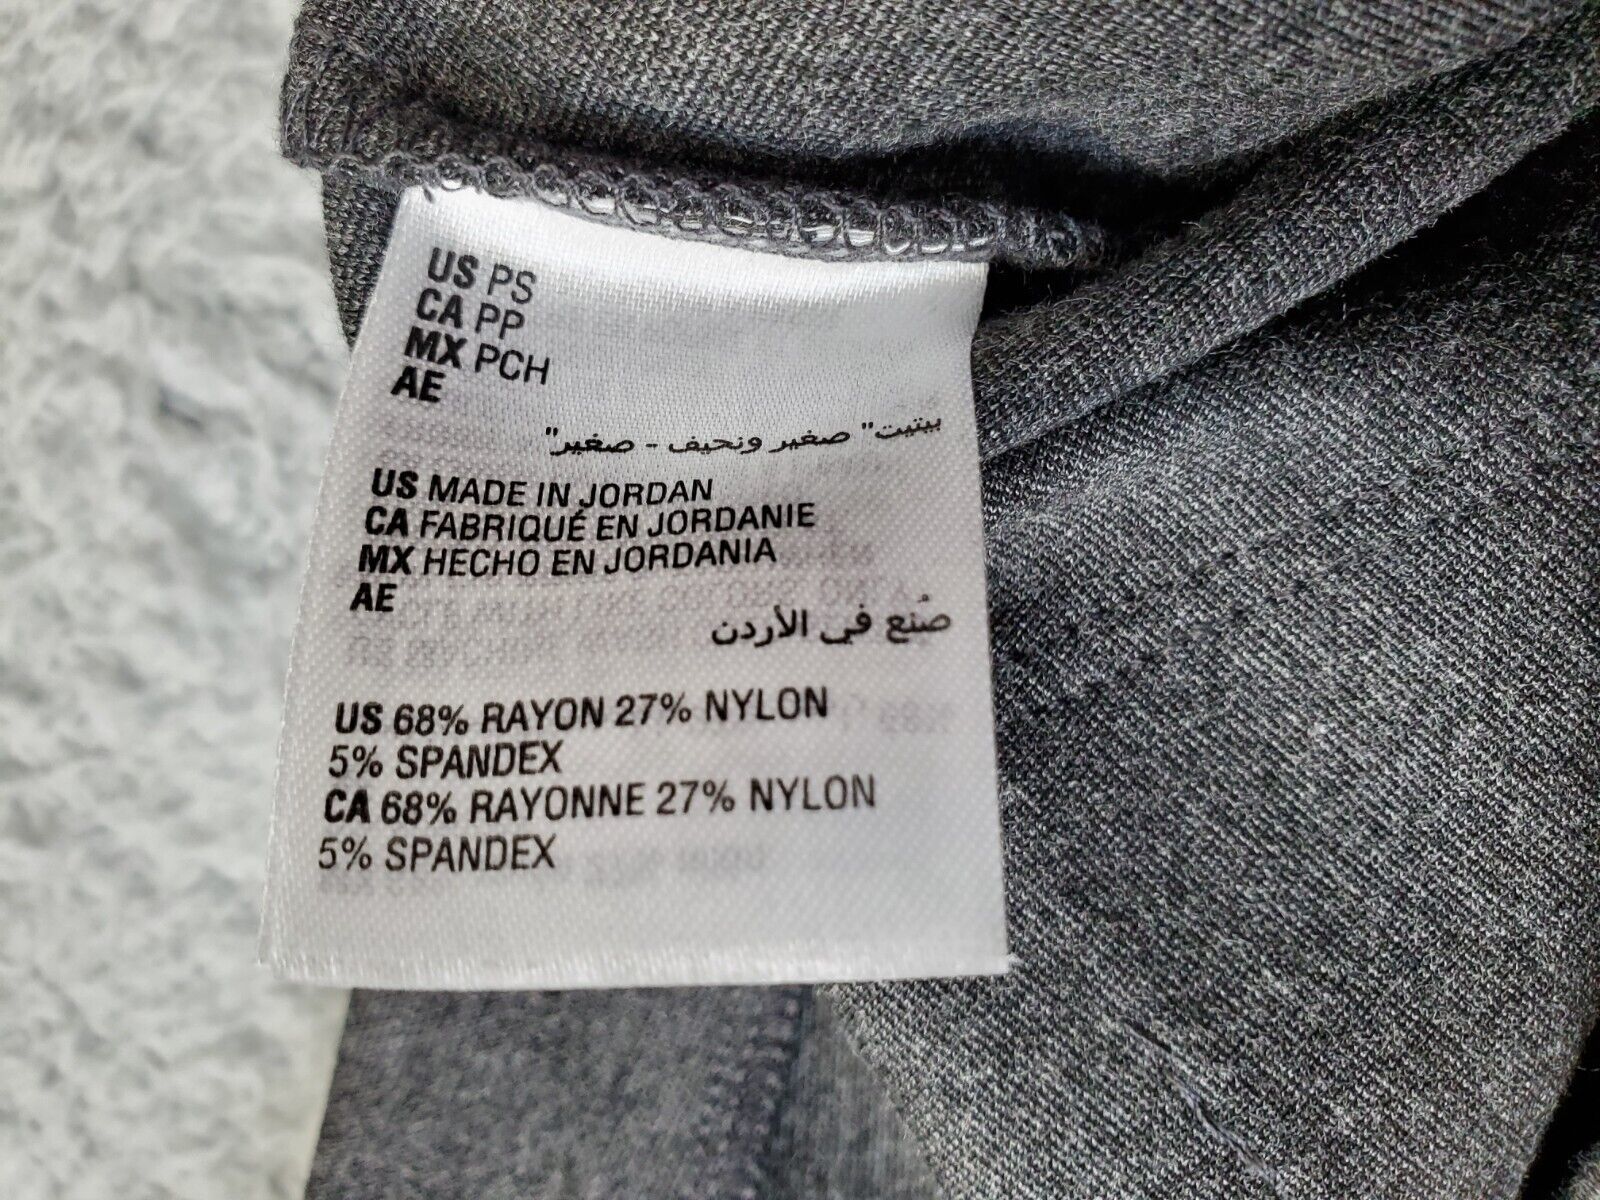 US PS
CA PP
MX PCH
AE
بيتيت" صغير ونحيف - صغير"
US MADE IN JORDAN
CA FABRIQUÉ EN JORDANIE
MX HECHO EN JORDANIA
AE
صُنع في الأردن
US 68% RAYON 27% NYLON
5% SPANDEX
CA 68% RAYONNE 27% NYLON
5% SPANDEX